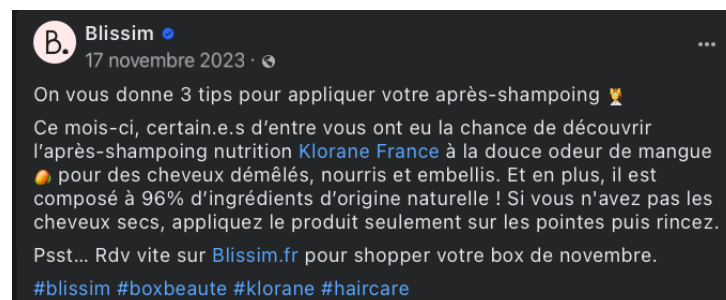 B.
Blissim
17 novembre 2023 ·
On vous donne 3 tips pour appliquer votre après-shampoing 💆
Ce mois-ci, certain.e.s d'entre vous ont eu la chance de découvrir
l'après-shampoing nutrition Klorane France à la douce odeur de mangue
🥭 pour des cheveux démêlés, nourris et embellis. Et en plus, il est
composé à 96% d'ingrédients d'origine naturelle ! Si vous n'avez pas les
cheveux secs, appliquez le produit seulement sur les pointes puis rincez.
Psst... Rdv vite sur Blissim.fr pour shopper votre box de novembre.
#blissim #boxbeaute #klorane #haircare